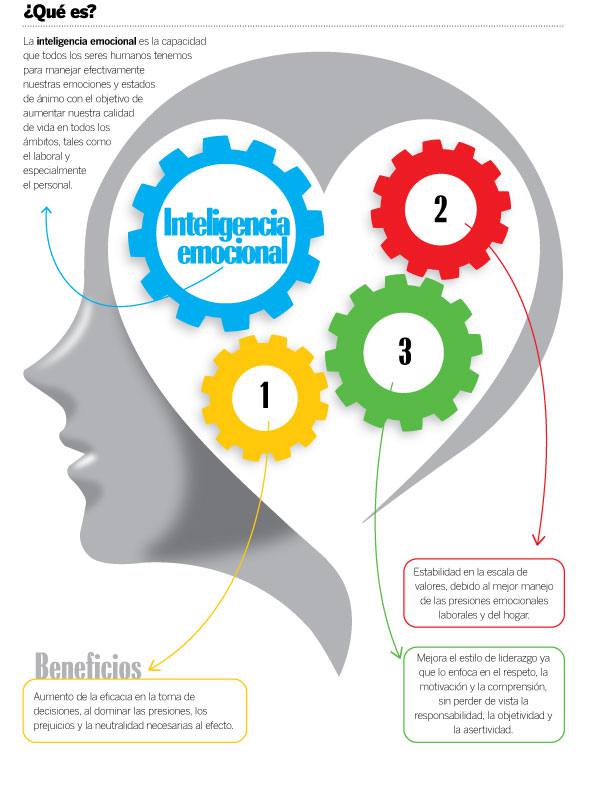 ¿Qué es?
La inteligencia emocional es la capacidad
que todos los seres humanos tenemos
para manejar efectivamente
nuestras emociones y estados
de ánimo con el objetivo de
aumentar nuestra calidad
de vida en todos los
ámbitos, tales como
el laboral y
especialmente
el personal.
Inteligencia
emocional
2
3
1
Estabilidad en la escala de
valores, debido al mejor manejo
de las presiones emocionales
laborales y del hogar.
Beneficios
Aumento de la eficacia en la toma de
decisiones, al dominar las presiones, los
prejuicios y la neutralidad necesarias al efecto.
Mejora el estilo de liderazgo ya
que lo enfoca en el respeto, la
motivación y la comprensión,
sin perder de vista la
responsabilidad, la objetividad y
la asertividad.